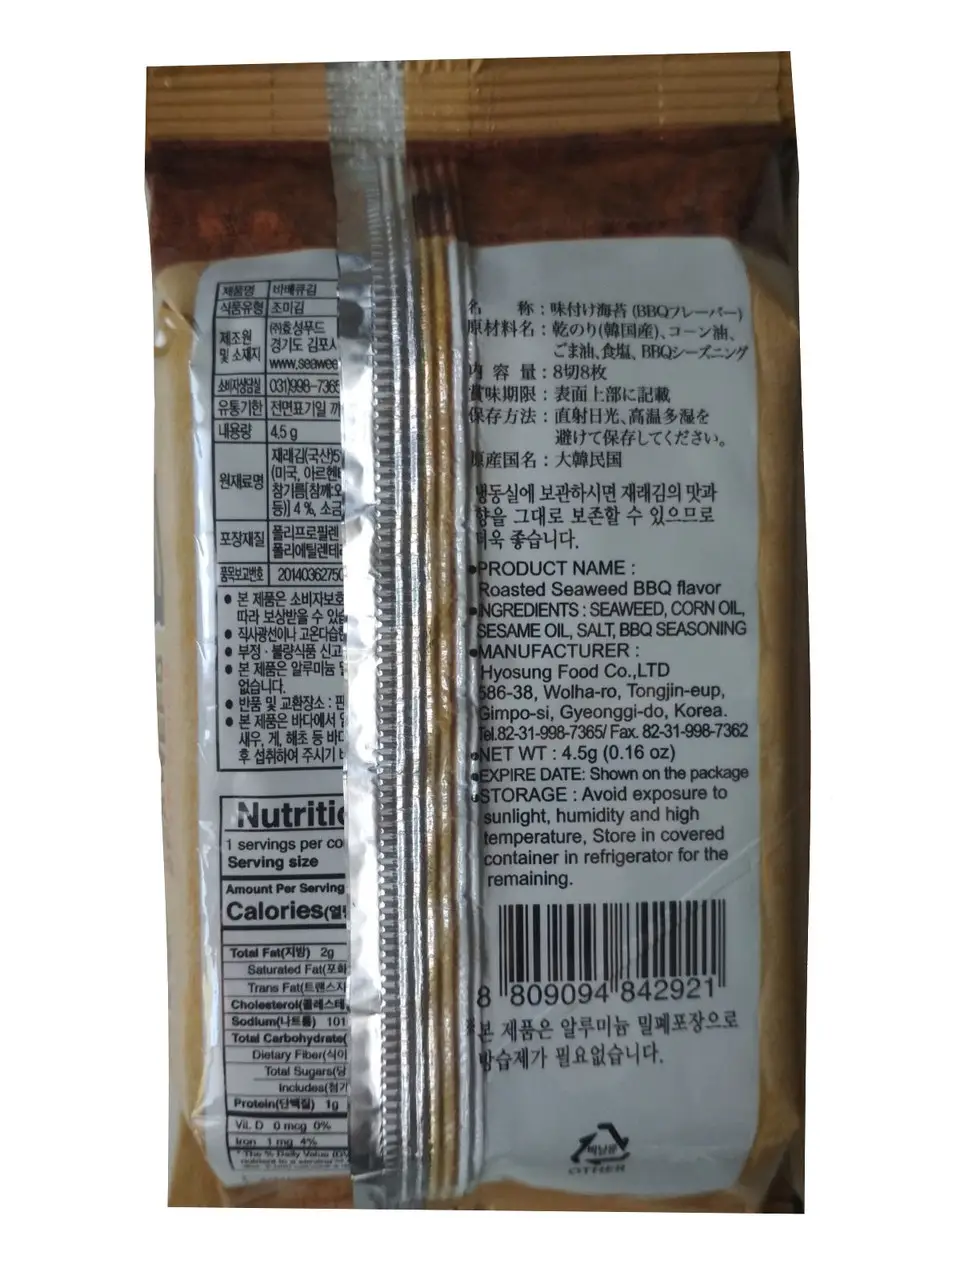 제품명 바베큐김
식품유형 조미김
제조원 및 소재지 ㈜효성푸드
경기도 김포시
www.seawee
소비자상담실 031)998-7365
유통기한 전면표기일 까
내용량 4.5 g
원재료명 재래김(국산)5
(미국, 아르헨
참기름[참깨:외
등)] 4 %, 소금
포장재질 폴리프로필렌
폴리에틸렌테
품목보고번호 2014036275
● 본 제품은 소비자보호
따라 보상받을 수 있
● 직사광선이나 고온다습한
● 부정 · 불량식품 신고
● 본 제품은 알루미늄
없습니다.
● 반품 및 교환장소 : 판
● 본 제품은 바다에서
새우, 게, 해초 등 바다
후 섭취하여 주시기
Nutritio
1 servings per co
Serving size
Amount Per Serving
Calories(열
Total Fat(지방) 2g
Saturated Fat(포화
Trans Fat(트랜스지
Cholesterol(콜레스테
Sodium(나트륨) 101
Total Carbohydrate(
Dietary Fiber(식이
Total Sugars(당
Includes(첨가
Protein(단백질) 1g
Vit. D 0 mcg 0%
Iron 1 mg 4%
* The % Daily Value (DV
名 称 : 味付け海苔 (BBQフレーバー)
原材料名 : 乾のり(韓国産)、コーン油、
ごま油、食塩、BBQシーズニング
内 容 量 : 8切8枚
賞味期限 : 表面上部に記載
保存方法 : 直射日光、高温多湿を
避けて保存してください。
原産国名 : 大韓民国
냉동실에 보관하시면 재래김의 맛과
향을 그대로 보존할 수 있으므로
더욱 좋습니다.
●PRODUCT NAME :
Roasted Seaweed BBQ flavor
●INGREDIENTS : SEAWEED, CORN OIL,
SESAME OIL, SALT, BBQ SEASONING
●MANUFACTURER :
Hyosung Food Co.,LTD
586-38, Wolha-ro, Tongjin-eup,
Gimpo-si, Gyeonggi-do, Korea.
Tel.82-31-998-7365/ Fax. 82-31-998-7362
●NET WT : 4.5g (0.16 oz)
●EXPIRE DATE: Shown on the package
●STORAGE : Avoid exposure to
sunlight, humidity and high
temperature, Store in covered
container in refrigerator for the
remaining.
8 809094 842921
*본 제품은 알루미늄 밀폐포장으로
방습제가 필요없습니다.
비닐류
OTHER